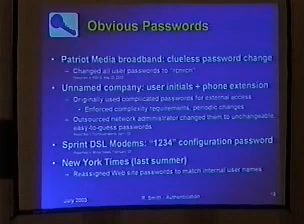 Obvious Passwords
• Patriot Media broadband: clueless password change
– Changed all user passwords to
• Unnamed company: user initials + phone extension
– Originally used complicated passwords for external access
• Enforced complexity requirements, periodic changes
– Outsourced network administrator changed them to unchangeable,
easy-to-guess passwords
• Sprint DSL Modems: "1234" configuration password
• New York Times (last summer)
– Reassigned Web site passwords to match internal user names
July 2003
R. Smith - Authentication